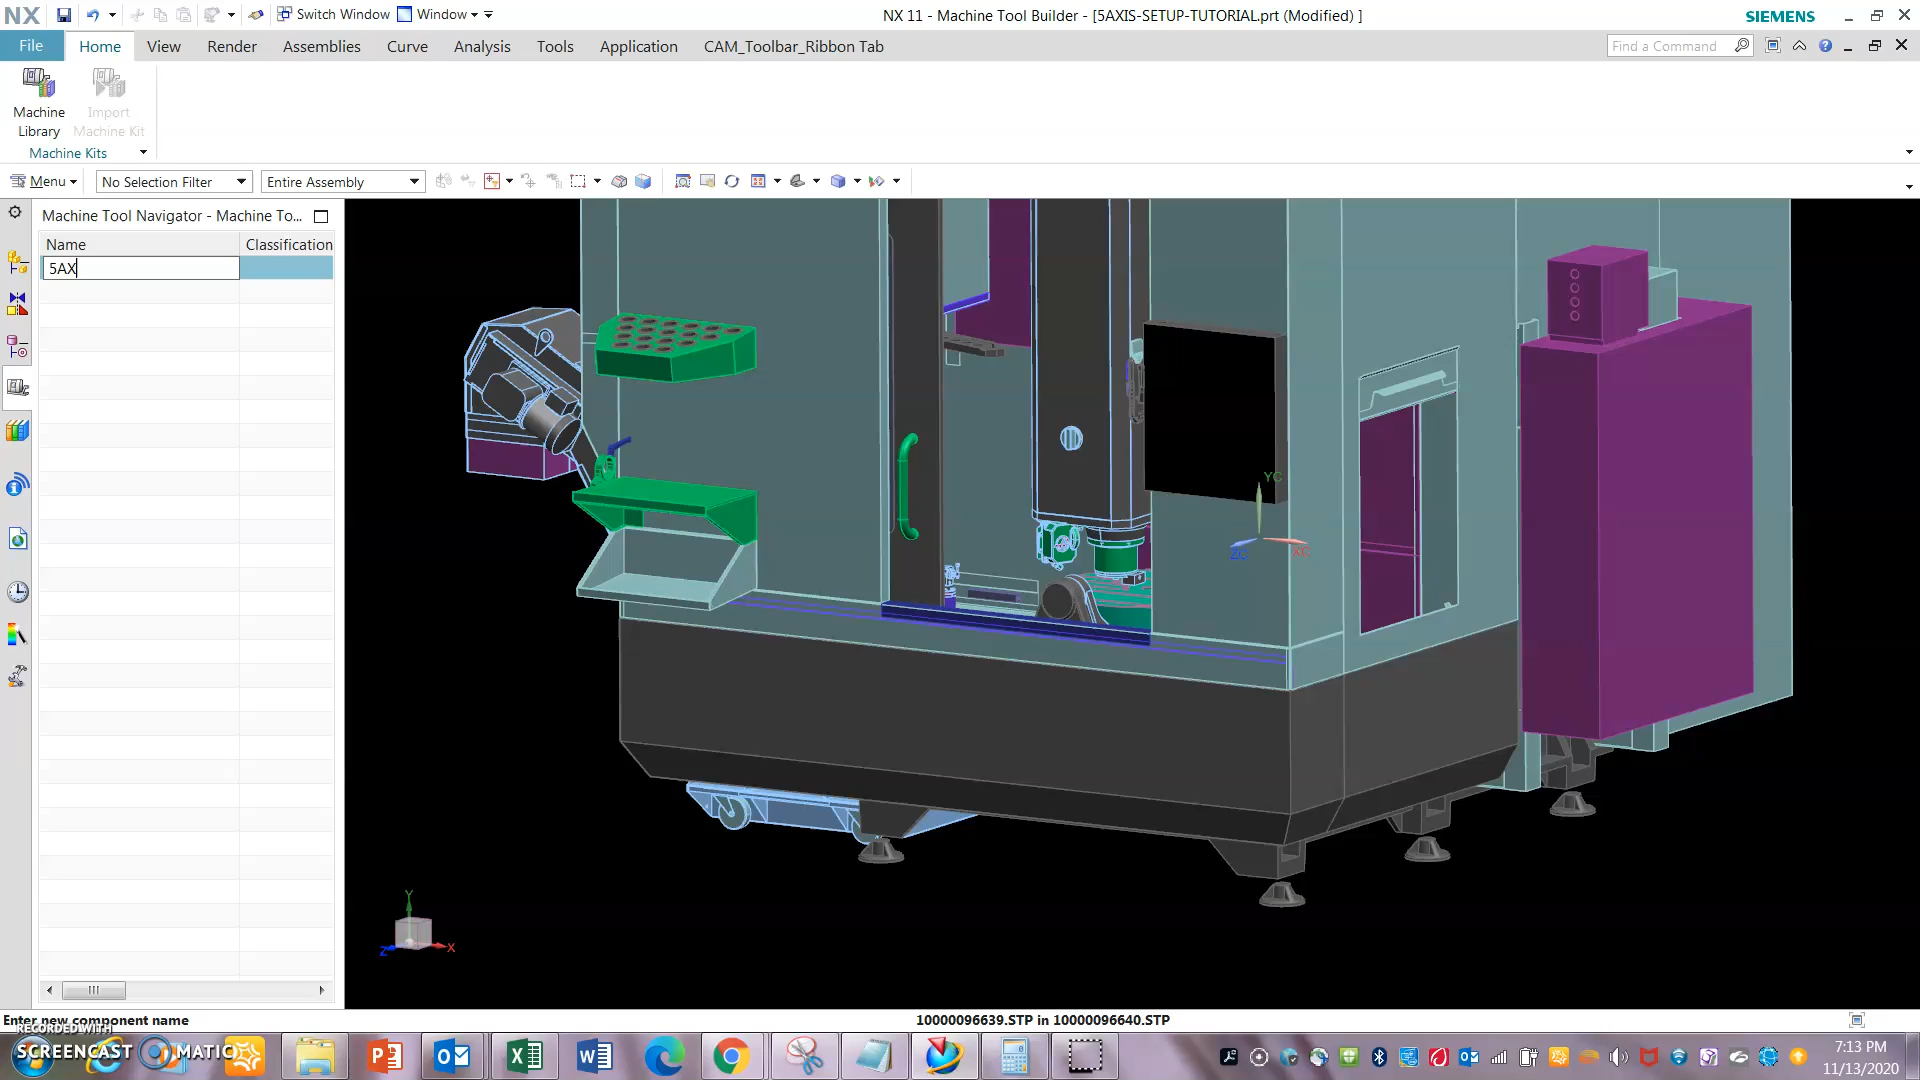 NX
Switch Window
Window
NX 11 - Machine Tool Builder - [5AXIS-SETUP-TUTORIAL.prt (Modified) ]
SIEMENS
File
Home
View
Render
Assemblies
Curve
Analysis
Tools
Application
CAM_Toolbar_Ribbon Tab
Find a Command
Machine
Library
Import
Machine Kit
Machine Kits
Menu
No Selection Filter
Entire Assembly
Machine Tool Navigator - Machine To...
Name
Classification
5AX
YC
ZC
XC
Y
Z
X
Enter new component name
10000096639.STP in 10000096640.STP
RECORDED WITH
SCREENCAST
MATIC
7:13 PM
11/13/2020